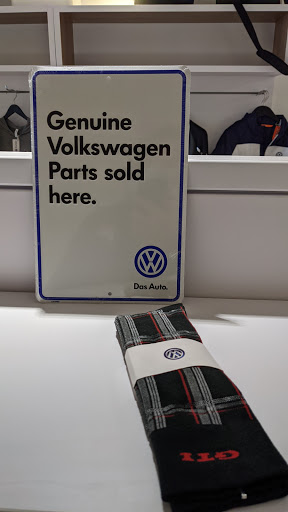 Genuine
Volkswagen
Parts sold
here.
Das Auto.
GTI